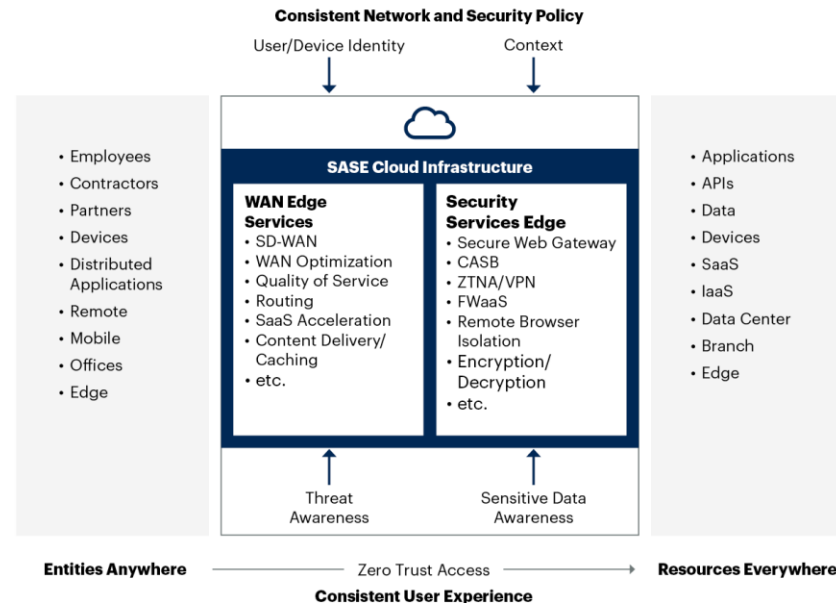 Consistent Network and Security Policy
User/Device Identity
Context
• Employees
• Contractors
• Partners
• Devices
• Distributed
Applications
• Remote
• Mobile
• Offices
• Edge
SASE Cloud Infrastructure
WAN Edge
Services
• SD-WAN
• WAN Optimization
• Quality of Service
• Routing
• SaaS Acceleration
• Content Delivery/
Caching
• etc.
Security
Services Edge
• Secure Web Gateway
• CASB
• ZTNA/VPN
• FWaaS
• Remote Browser
Isolation
• Encryption/
Decryption
• etc.
• Applications
• APIs
• Data
• Devices
• SaaS
• IaaS
• Data Center
• Branch
• Edge
Threat
Awareness
Sensitive Data
Awareness
Entities Anywhere
Zero Trust Access
Resources Everywhere
Consistent User Experience